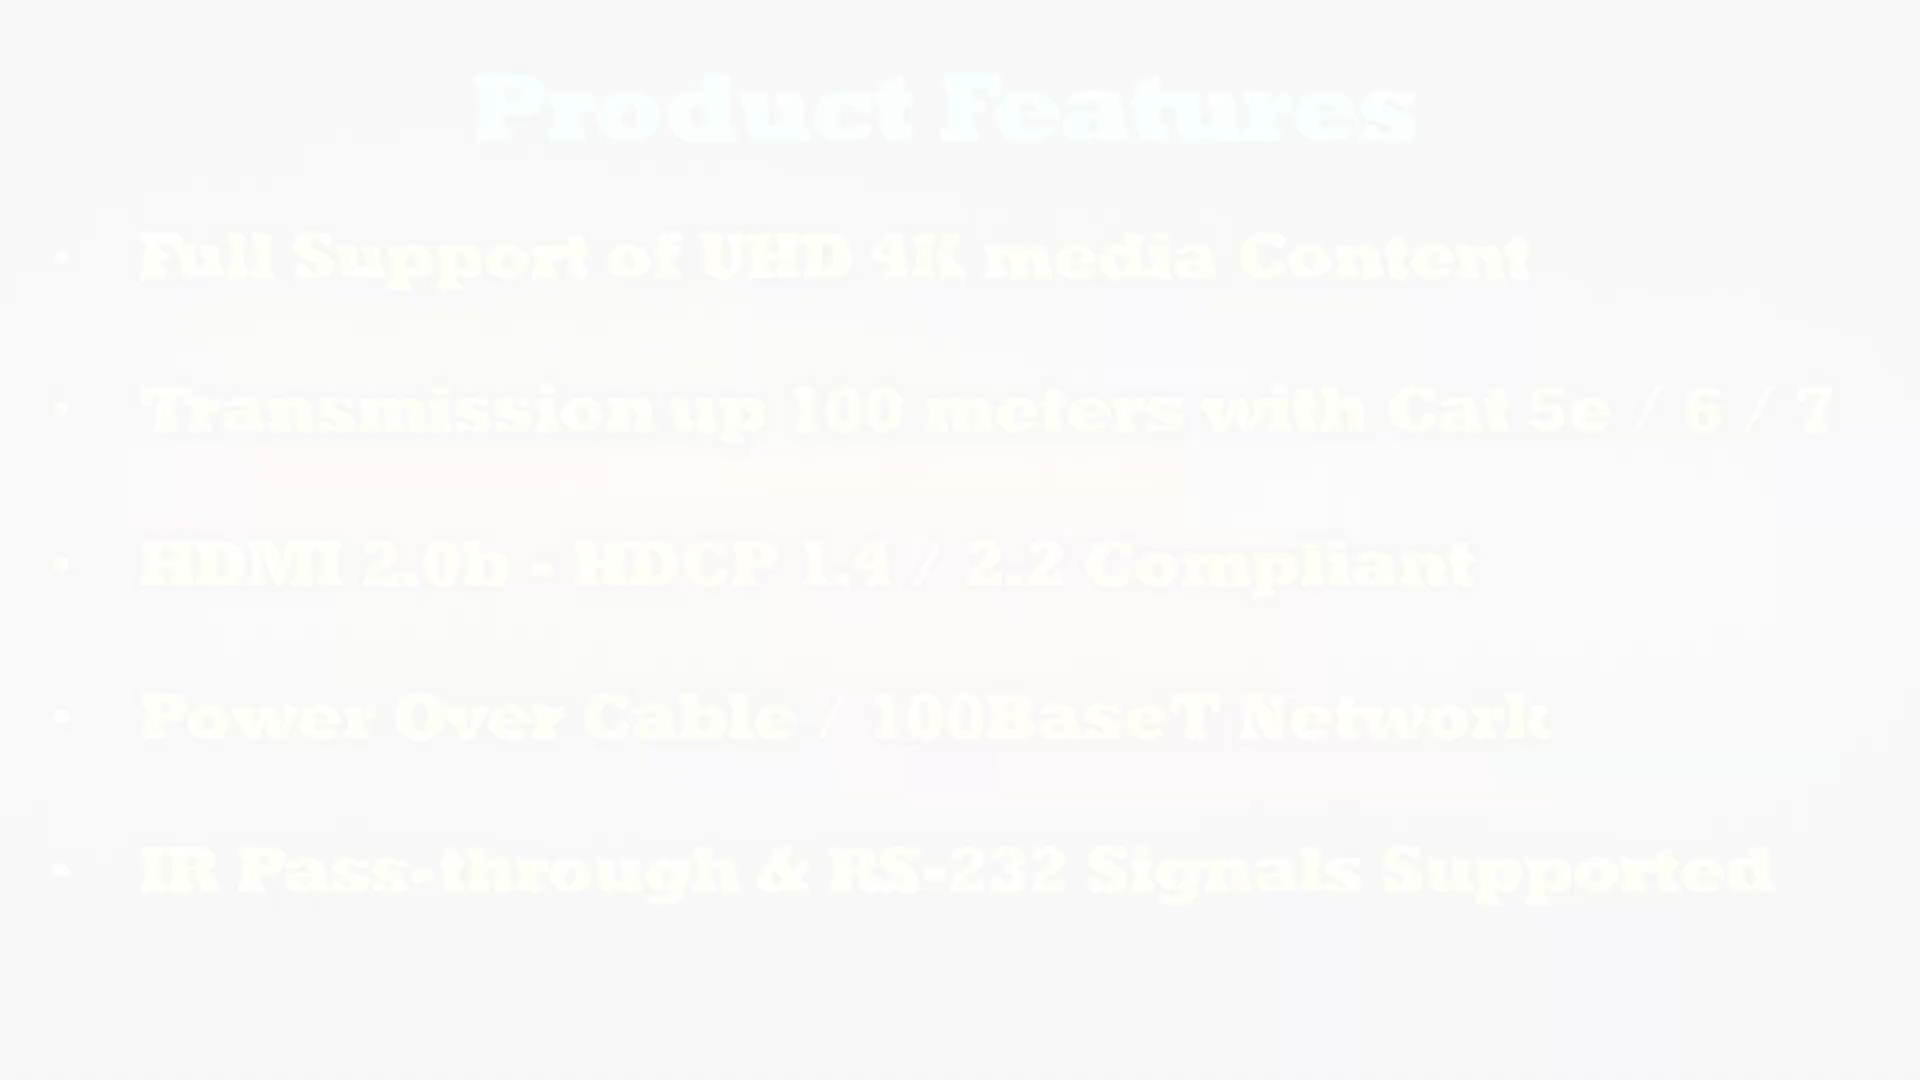 Product Features
• Full Support of UHD 4K media Content
• Transmission up 100 meters with Cat 5e / 6 / 7
• HDMI 2.0b - HDCP 1.4 / 2.2 Compliant
• Power Over Cable / 100BaseT Network
• IR Pass-through & RS-232 Signals Supported